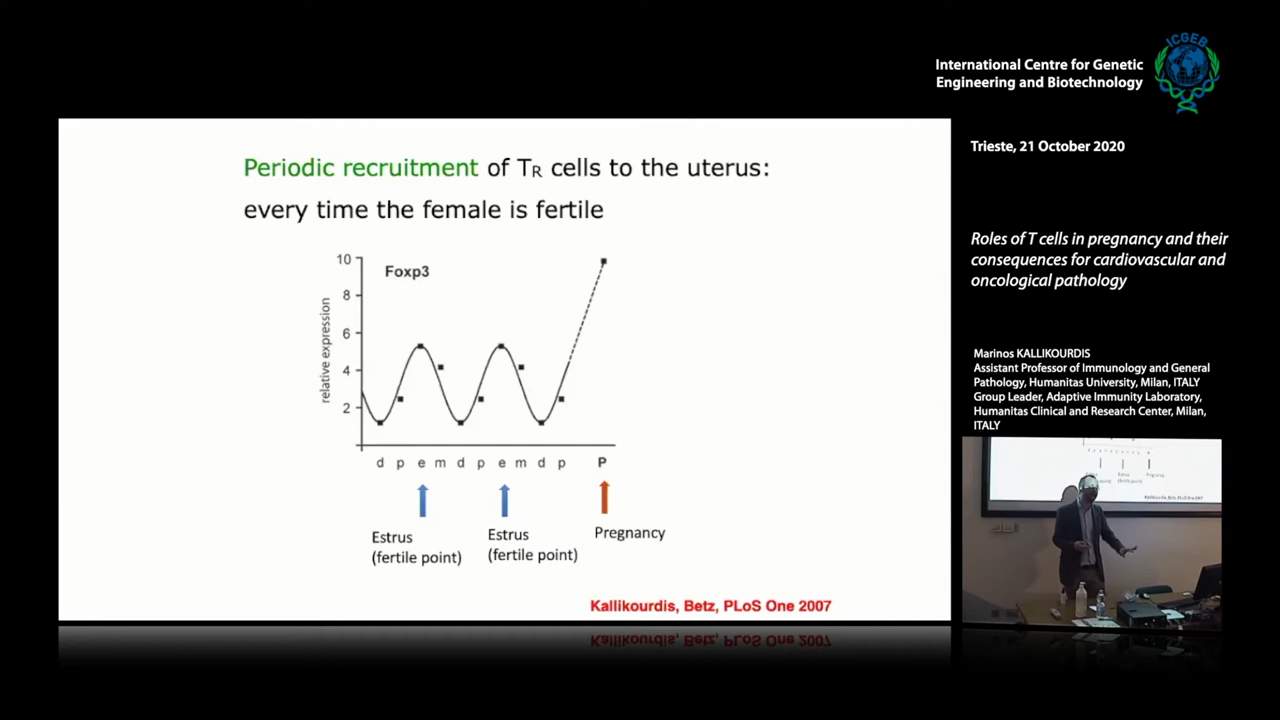 International Centre for Genetic
Engineering and Biotechnology
ICGEB
Trieste, 21 October 2020
Periodic recruitment of TR cells to the uterus:
every time the female is fertile
Foxp3
relative expression
10
8
6
4
2
d p e m d p e m d p P
Estrus
(fertile point)
Estrus
(fertile point)
Pregnancy
Kallikourdis, Betz, PLoS One 2007
Roles of T cells in pregnancy and their
consequences for cardiovascular and
oncological pathology
Marinos KALLIKOURDIS
Assistant Professor of Immunology and General
Pathology, Humanitas University, Milan, ITALY
Group Leader, Adaptive Immunity Laboratory,
Humanitas Clinical and Research Center, Milan,
ITALY